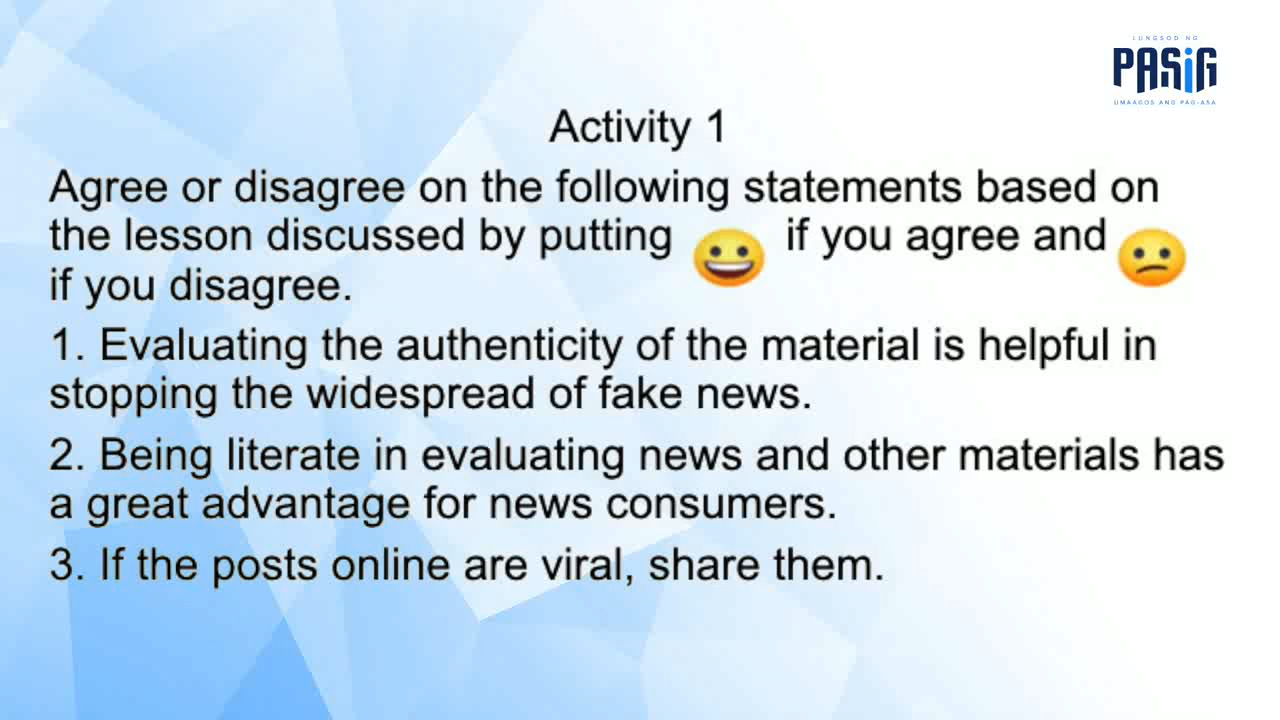 LUNGSOD NG
PASiG
UMAAGOS ANG PAG-ASA
Activity 1
Agree or disagree on the following statements based on
the lesson discussed by putting 😀 if you agree and 😕
if you disagree.
1. Evaluating the authenticity of the material is helpful in
stopping the widespread of fake news.
2. Being literate in evaluating news and other materials has
a great advantage for news consumers.
3. If the posts online are viral, share them.